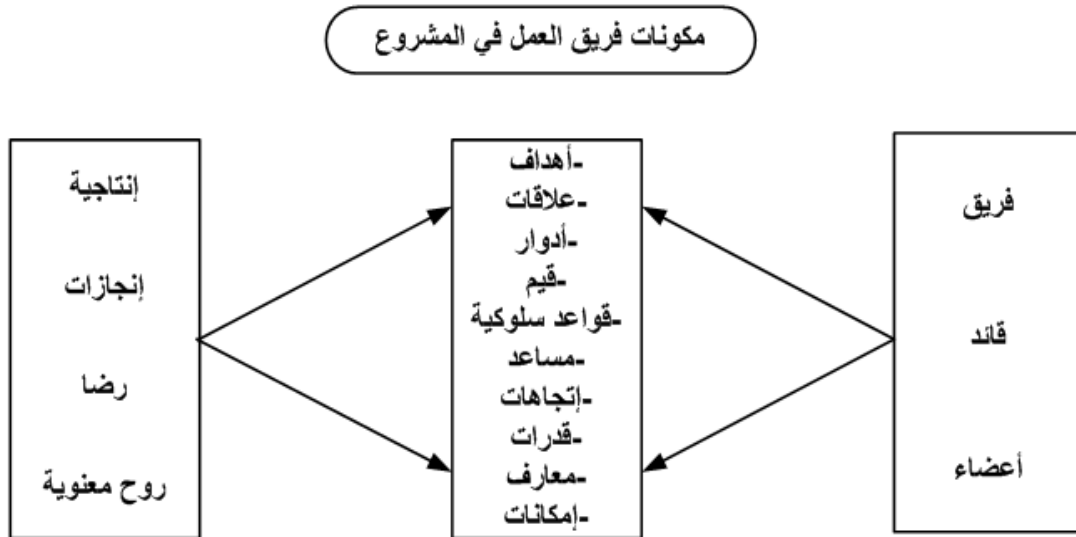 مكونات فريق العمل في المشروع
فريق
قائد
أعضاء
-أهداف
-علاقات
-أدوار
-قيم
-قواعد سلوكية
-مساعد
-إتجاهات
-قدرات
-معارف
-إمكانات
إنتاجية
إنجازات
رضا
روح معنوية